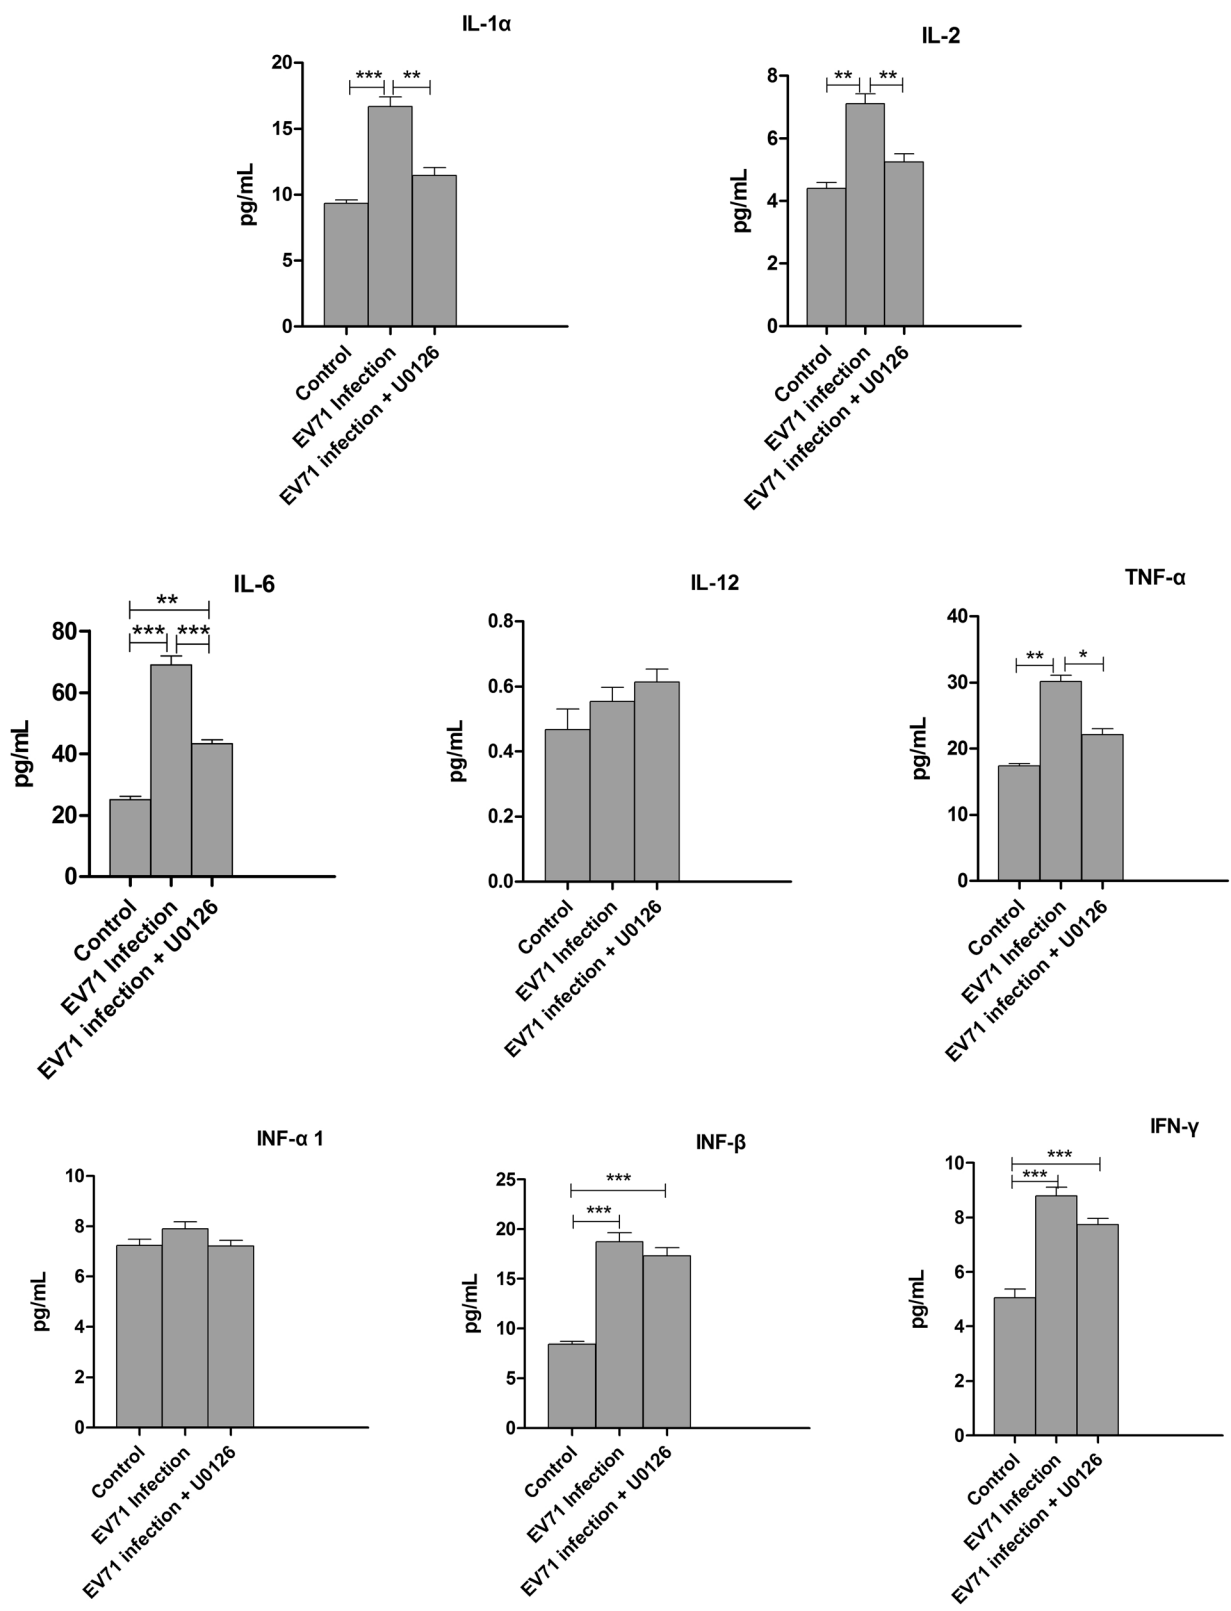 IL-1α
20
15
10
5
0
pg/mL
*** **
Control
EV71 Infection
EV71 infection + U0126
IL-2
8
6
4
2
0
pg/mL
** **
Control
EV71 infection
EV71 infection + U0126
IL-6
80
60
40
20
0
pg/mL
**
*** ***
Control
EV71 Infection
EV71 infection + U0126
IL-12
0.8
0.6
0.4
0.2
0.0
pg/mL
Control
EV71 Infection
EV71 infection + U0126
TNF-α
40
30
20
10
0
pg/mL
** *
Control
EV71 Infection
EV71 infection + U0126
INF-α 1
10
8
6
4
2
0
pg/mL
Control
EV71 Infection
EV71 infection + U0126
INF-β
25
20
15
10
5
0
pg/mL
***
***
Control
EV71 Infection
EV71 infection + U0126
IFN-γ
10
8
6
4
2
0
pg/mL
***
***
Control
EV71 Infection
EV71 infection + U0126